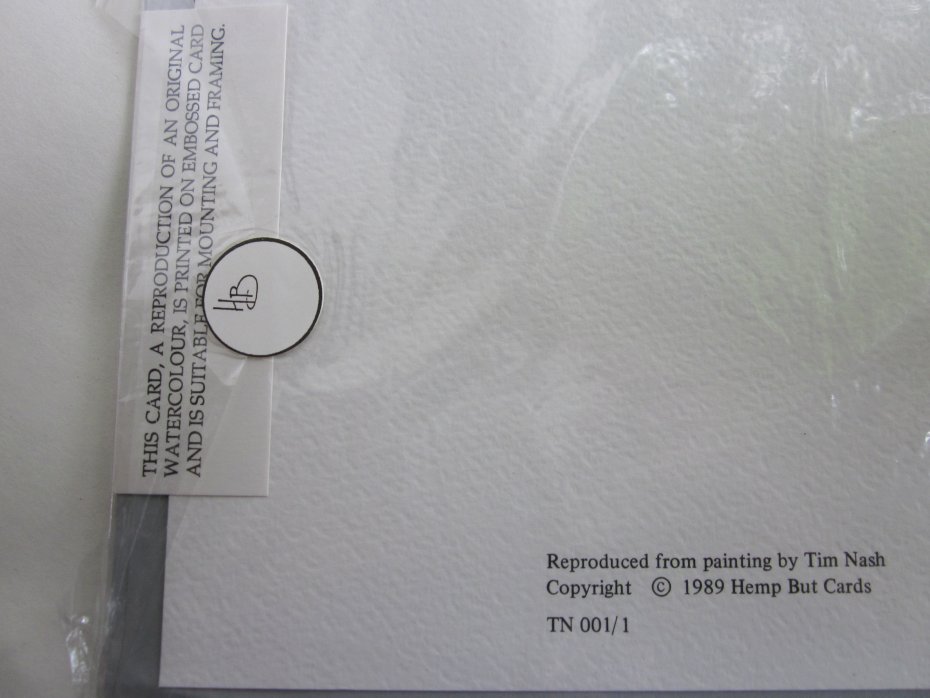 THIS CARD, A REPRODUCTION OF AN ORIGINAL
WATERCOLOUR, IS PRINTED ON EMBOSSED CARD
AND IS SUITABLE FOR MOUNTING AND FRAMING.
HB
Reproduced from painting by Tim Nash
Copyright © 1989 Hemp But Cards
TN 001/1